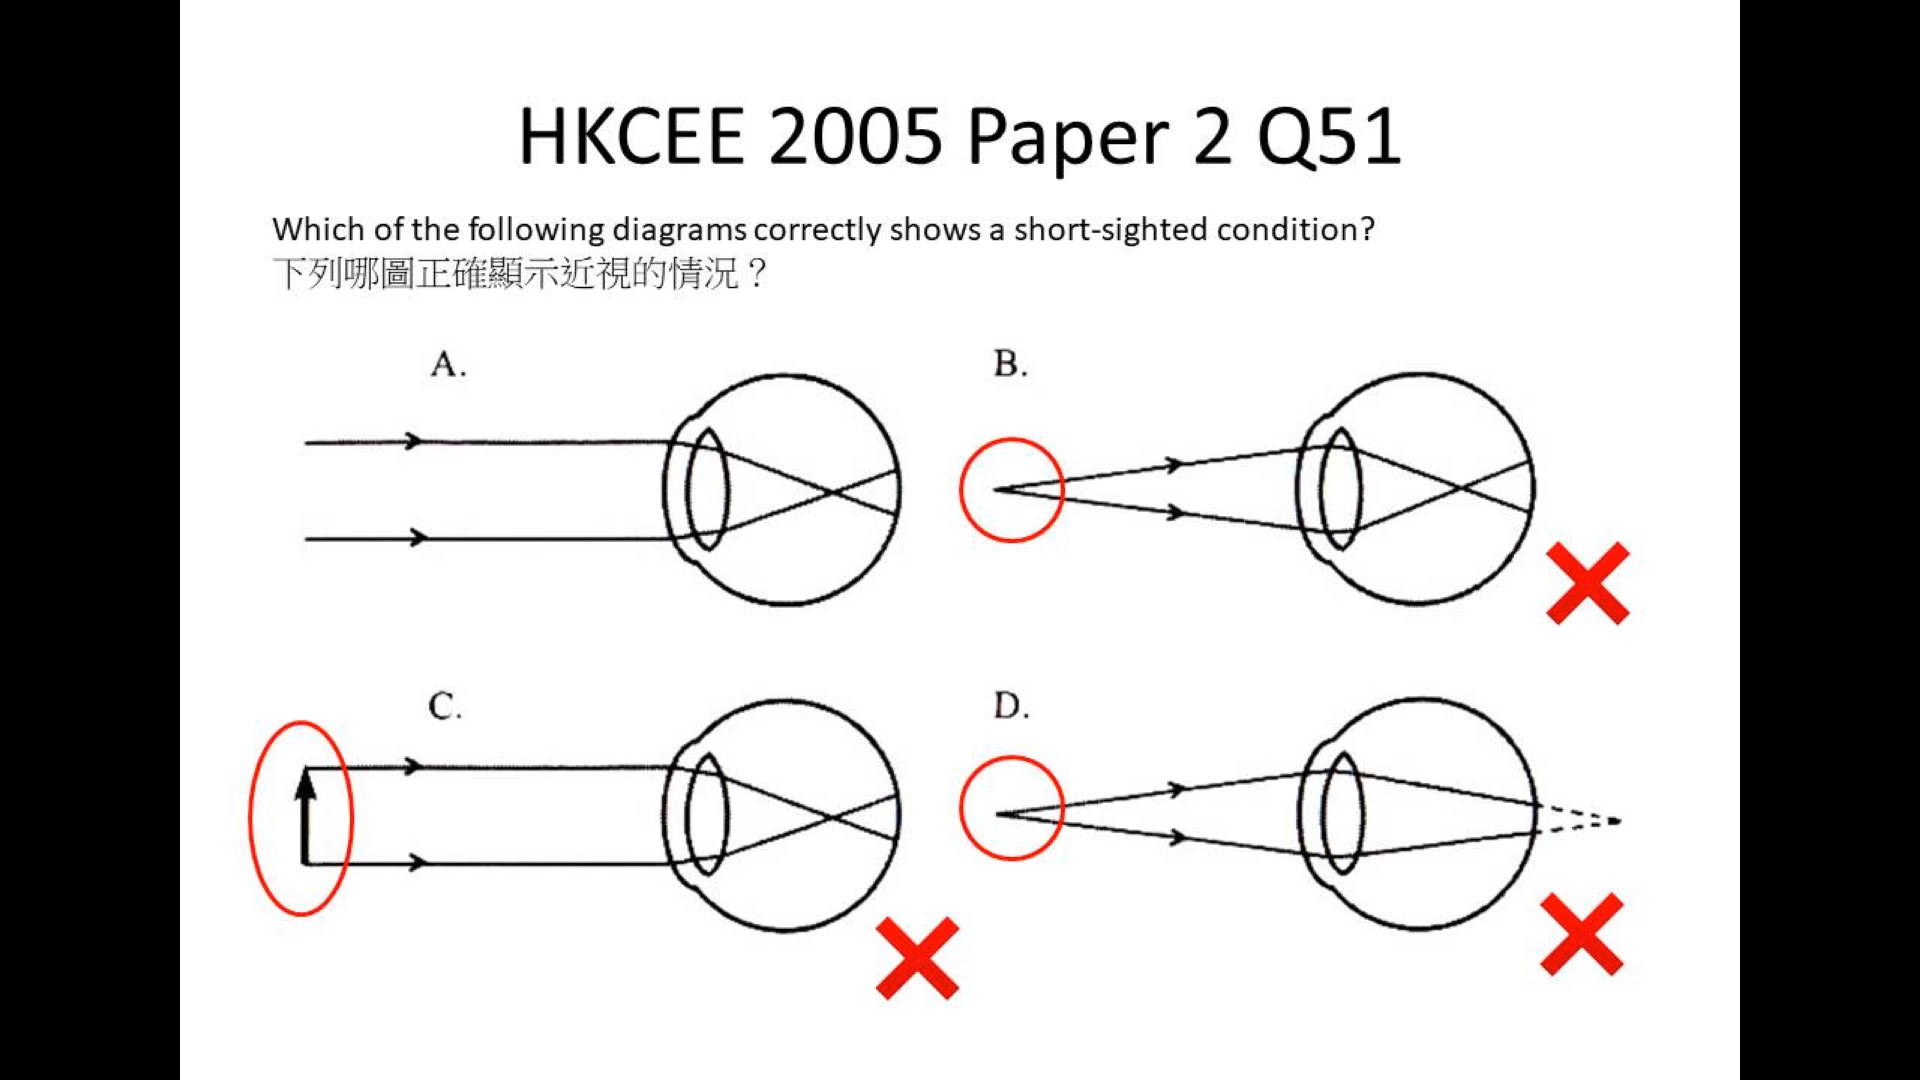 HKCEE 2005 Paper 2 Q51
Which of the following diagrams correctly shows a short-sighted condition?
下列哪圖正確顯示近視的情況？
A.
B.
C.
D.